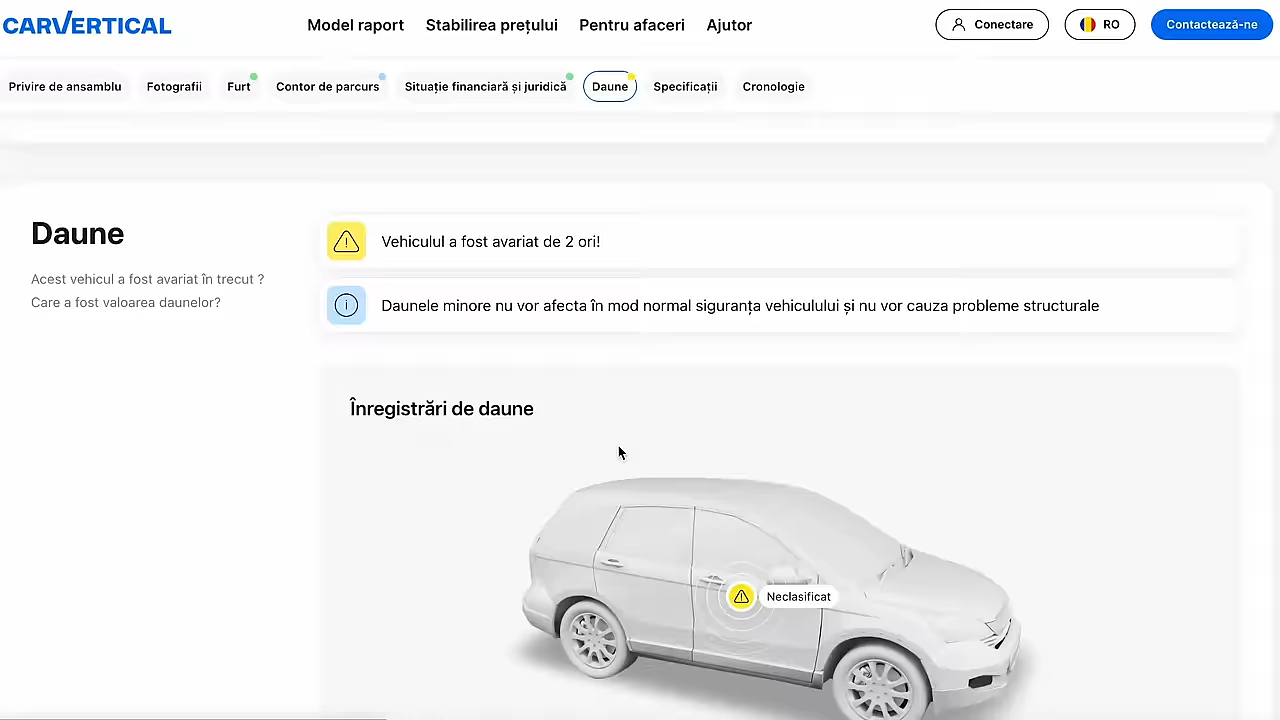 CARVERTICAL
Model raport
Stabilirea prețului
Pentru afaceri
Ajutor
Conectare
RO
Contactează-ne
Privire de ansamblu
Fotografii
Furt
Contor de parcurs
Situație financiară și juridică
Daune
Specificații
Cronologie
Daune
Acest vehicul a fost avariat în trecut ?
Care a fost valoarea daunelor?
Vehiculul a fost avariat de 2 ori!
Daunele minore nu vor afecta în mod normal siguranța vehiculului și nu vor cauza probleme structurale
Înregistrări de daune
Neclasificat